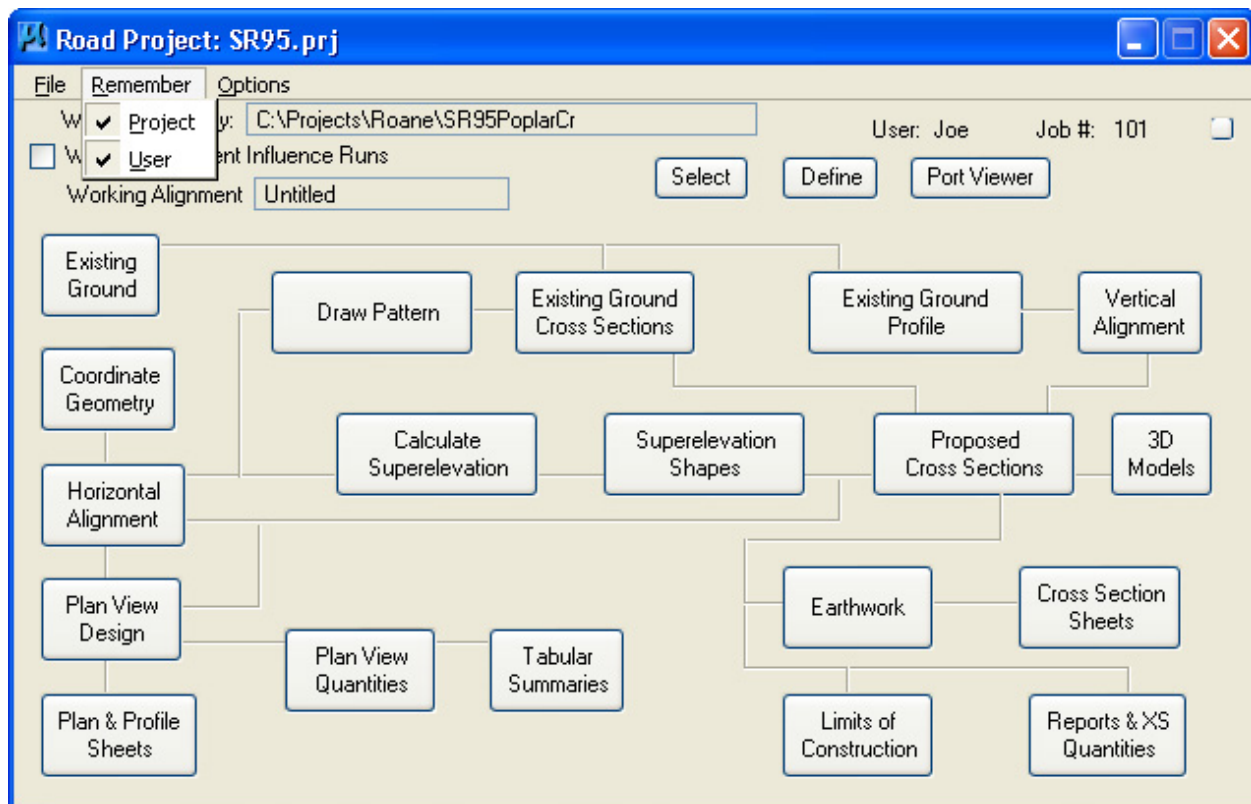 Road Project: SR95.prj
File Remember Options
W y: C:\Projects\Roane\SR95PoplarCr User: Joe Job #: 101
Project
W ent Influence Runs
User
Select Define Port Viewer
Working Alignment Untitled
Existing
Ground
Draw Pattern
Existing Ground
Cross Sections
Existing Ground
Profile
Vertical
Alignment
Coordinate
Geometry
Calculate
Superelevation
Superelevation
Shapes
Proposed
Cross Sections
3D
Models
Horizontal
Alignment
Plan View
Design
Earthwork
Cross Section
Sheets
Plan View
Quantities
Tabular
Summaries
Plan & Profile
Sheets
Limits of
Construction
Reports & XS
Quantities